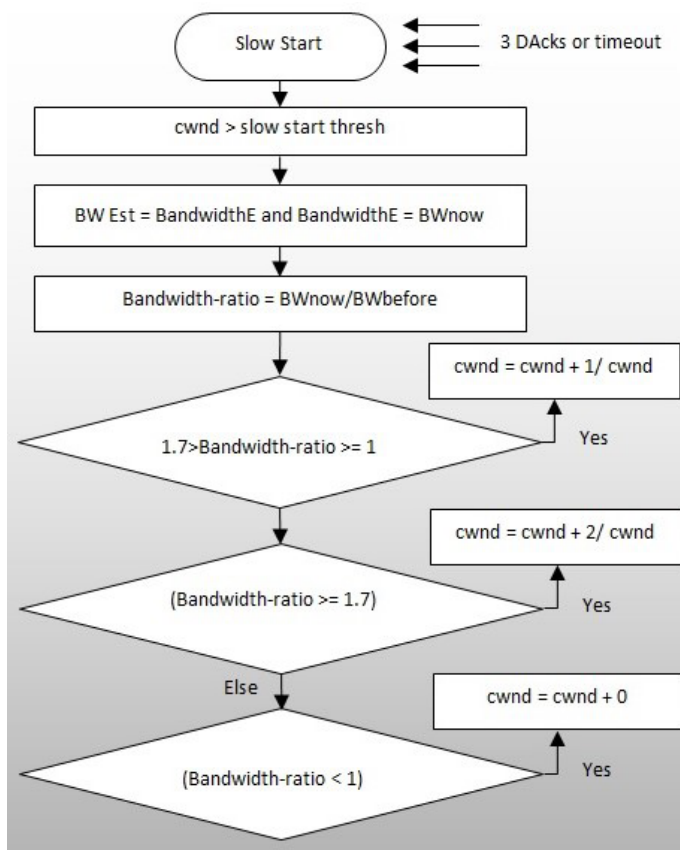 Slow Start
3 DAcks or timeout
cwnd > slow start thresh
BW Est = BandwidthE and BandwidthE = BWnow
Bandwidth-ratio = BWnow/BWbefore
cwnd = cwnd + 1/ cwnd
1.7>Bandwidth-ratio >= 1
Yes
cwnd = cwnd + 2/ cwnd
(Bandwidth-ratio >= 1.7)
Yes
Else
cwnd = cwnd + 0
(Bandwidth-ratio < 1)
Yes